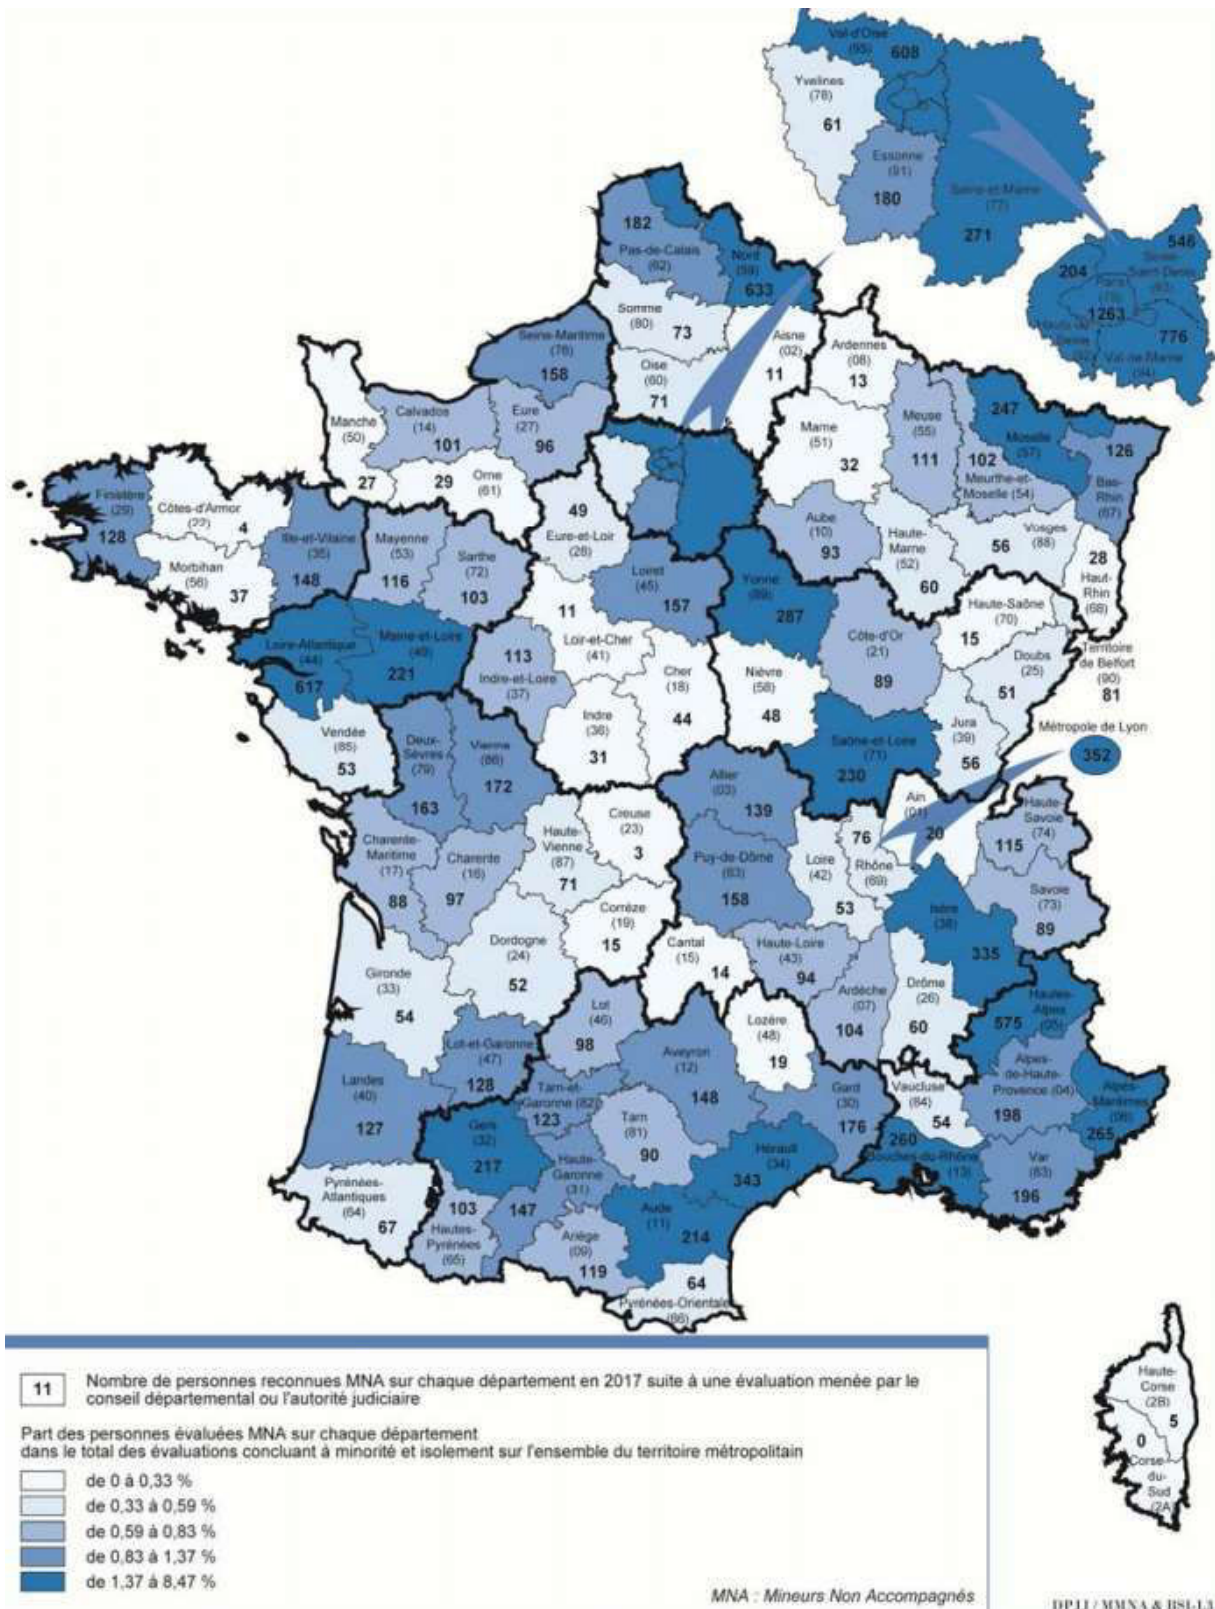 Val-d'Oise
(95) 608
Yvelines
(78)
61
Essonne
(91)
180
Seine-et-Marne
(77)
271
546
Seine-
Saint-Denis
(93)
204
Paris
(75)
1263
Hauts-de-
Seine
(92)
776
Val-de-Marne
(94)
182
Pas-de-Calais
(62)
Nord
(59)
633
Somme
(80)
73
Aisne
(02)
11
Oise
(60)
71
Ardennes
(08)
13
Seine-Maritime
(76)
158
Manche
(50)
27
Calvados
(14)
101
Eure
(27)
96
Orne
(61)
29
Marne
(51)
32
Meuse
(55)
111
247
Moselle
(57)
102
Meurthe-et-
Moselle (54)
126
Bas-
Rhin
(67)
Finistère
(29)
128
Côtes-d'Armor
(22)
4
Morbihan
(56)
37
Ille-et-Vilaine
(35)
148
Mayenne
(53)
116
Sarthe
(72)
103
49
Eure-et-Loir
(28)
Loiret
(45)
157
Yonne
(89)
287
Aube
(10)
93
Haute-
Marne
(52)
60
Vosges
(88)
56
28
Haut-
Rhin
(68)
Loire-Atlantique
(44)
617
Maine-et-Loire
(49)
221
113
Indre-et-Loire
(37)
11
Loir-et-Cher
(41)
Cher
(18)
44
Indre
(36)
31
Nièvre
(58)
48
Côte-d'Or
(21)
89
Haute-Saône
(70)
15
Doubs
(25)
51
Territoire
de Belfort
(90)
81
Jura
(39)
56
Saône-et-Loire
(71)
230
Métropole de Lyon
352
Vendée
(85)
53
Deux-
Sèvres
(79)
163
Vienne
(86)
172
Allier
(03)
139
Creuse
(23)
3
Haute-
Vienne
(87)
71
Charente-
Maritime
(17)
88
Charente
(16)
97
Puy-de-Dôme
(63)
158
Loire
(42)
53
76
Rhône
(69)
Ain
(01)
20
Haute-
Savoie
(74)
115
Savoie
(73)
89
Isère
(38)
335
Corrèze
(19)
15
Dordogne
(24)
52
Gironde
(33)
54
Cantal
(15)
14
Haute-Loire
(43)
94
Ardèche
(07)
104
Drôme
(26)
60
Hautes-
Alpes
(05)
575
Lot
(46)
98
Lot-et-Garonne
(47)
128
Landes
(40)
127
Aveyron
(12)
148
Lozère
(48)
19
Gard
(30)
176
Vaucluse
(84)
54
Alpes-
de-Haute-
Provence (04)
198
Alpes-
Maritimes
(06)
265
Tarn-et-
Garonne (82)
123
Tarn
(81)
90
Gers
(32)
217
Haute-
Garonne
(31)
147
Hérault
(34)
343
260
Bouches-du-Rhône
(13)
Var
(83)
196
Pyrénées-
Atlantiques
(64)
67
103
Hautes-
Pyrénées
(65)
Ariège
(09)
119
Aude
(11)
214
64
Pyrénées-Orientale
(66)
Haute-
Corse
(2B)
5
0
Corse-
du-
Sud
(2A)
11 Nombre de personnes reconnues MNA sur chaque département en 2017 suite à une évaluation menée par le
conseil départemental ou l'autorité judiciaire
Part des personnes évaluées MNA sur chaque département
dans le total des évaluations concluant à minorité et isolement sur l'ensemble du territoire métropolitain
de 0 à 0,33 %
de 0,33 à 0,59 %
de 0,59 à 0,83 %
de 0,83 à 1,37 %
de 1,37 à 8,47 %
MNA : Mineurs Non Accompagnés